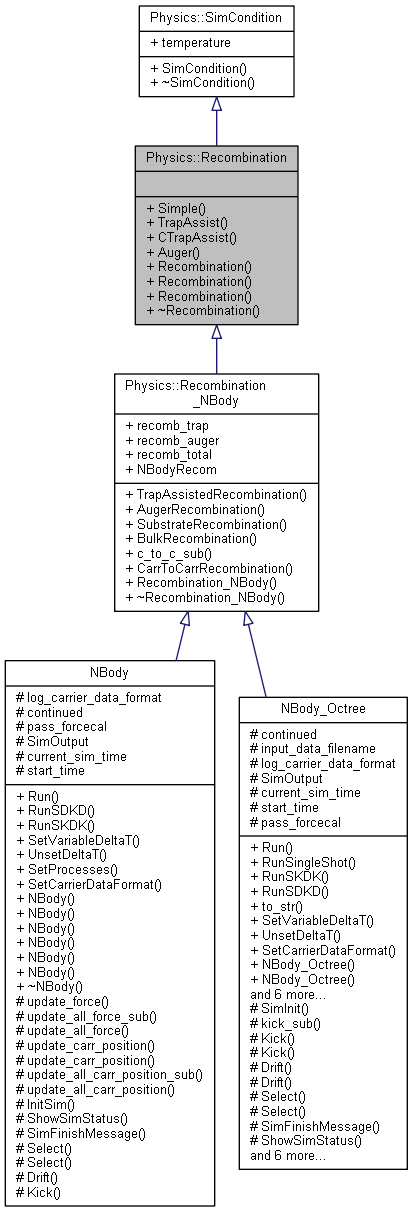 Physics::SimCondition
+ temperature
+ SimCondition()
+ ~SimCondition()
Physics::Recombination
+ Simple()
+ TrapAssist()
+ CTrapAssist()
+ Auger()
+ Recombination()
+ Recombination()
+ Recombination()
+ ~Recombination()
Physics::Recombination
_NBody
+ recomb_trap
+ recomb_auger
+ recomb_total
+ NBodyRecom
+ TrapAssistedRecombination()
+ AugerRecombination()
+ SubstrateRecombination()
+ BulkRecombination()
+ c_to_c_sub()
+ CarrToCarrRecombination()
+ Recombination_NBody()
+ ~Recombination_NBody()
NBody
# log_carrier_data_format
# continued
# pass_forcecal
# SimOutput
# current_sim_time
# start_time
+ Run()
+ RunSDKD()
+ RunSKDK()
+ SetVariableDeltaT()
+ UnsetDeltaT()
+ SetProcesses()
+ SetCarrierDataFormat()
+ NBody()
+ NBody()
+ NBody()
+ NBody()
+ NBody()
+ NBody()
+ ~NBody()
# update_force()
# update_all_force_sub()
# update_all_force()
# update_carr_position()
# update_carr_position()
# update_all_carr_position_sub()
# update_all_carr_position()
# InitSim()
# ShowSimStatus()
# SimFinishMessage()
# Select()
# Select()
# Drift()
# Kick()
NBody_Octree
# continued
# input_data_filename
# log_carrier_data_format
# SimOutput
# current_sim_time
# start_time
# pass_forcecal
+ Run()
+ RunSingleShot()
+ RunSKDK()
+ RunSDKD()
+ to_str()
+ SetVariableDeltaT()
+ UnsetDeltaT()
+ SetCarrierDataFormat()
+ NBody_Octree()
+ NBody_Octree()
and 6 more...
# SimInit()
# kick_sub()
# Kick()
# Kick()
# Drift()
# Drift()
# Select()
# Select()
# SimFinishMessage()
# ShowSimStatus()
and 6 more...